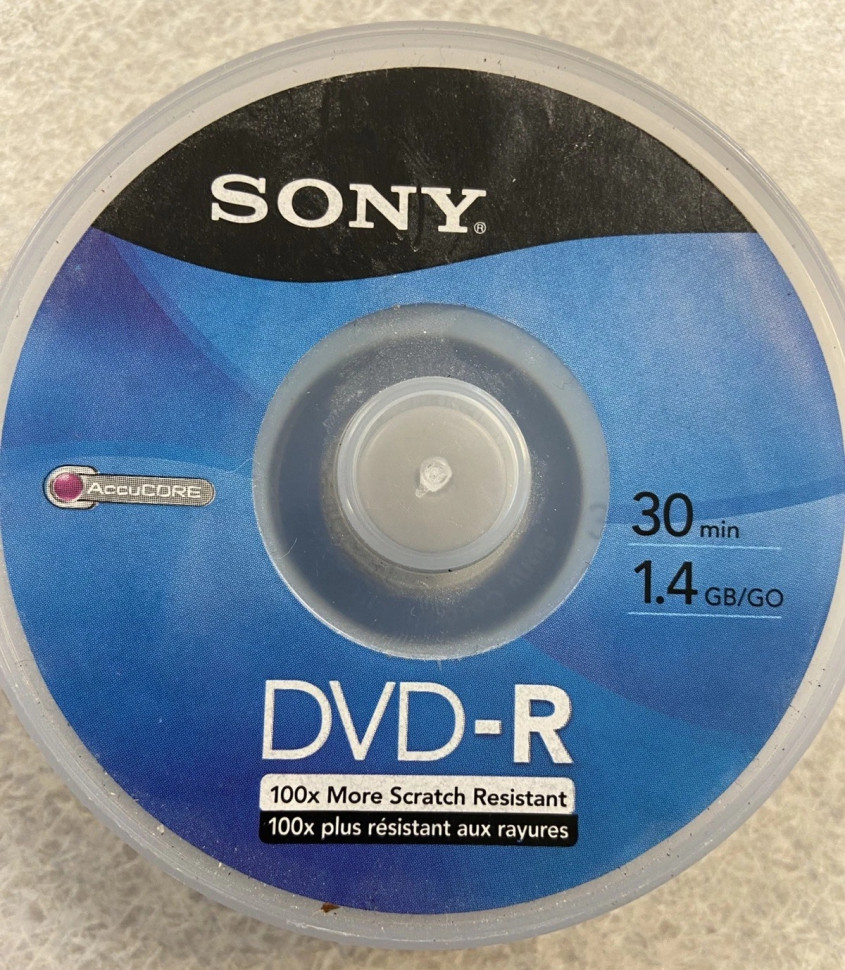 SONY®
AccuCORE
30 min
1.4 GB/GO
DVD-R
100x More Scratch Resistant
100x plus résistant aux rayures